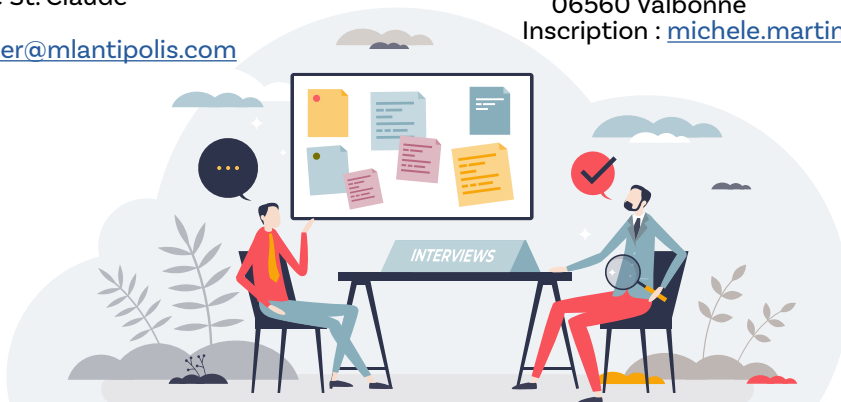 St. Claude
er@mlantipolis.com
06560 Valbonne
Inscription : michele.martin
INTERVIEWS